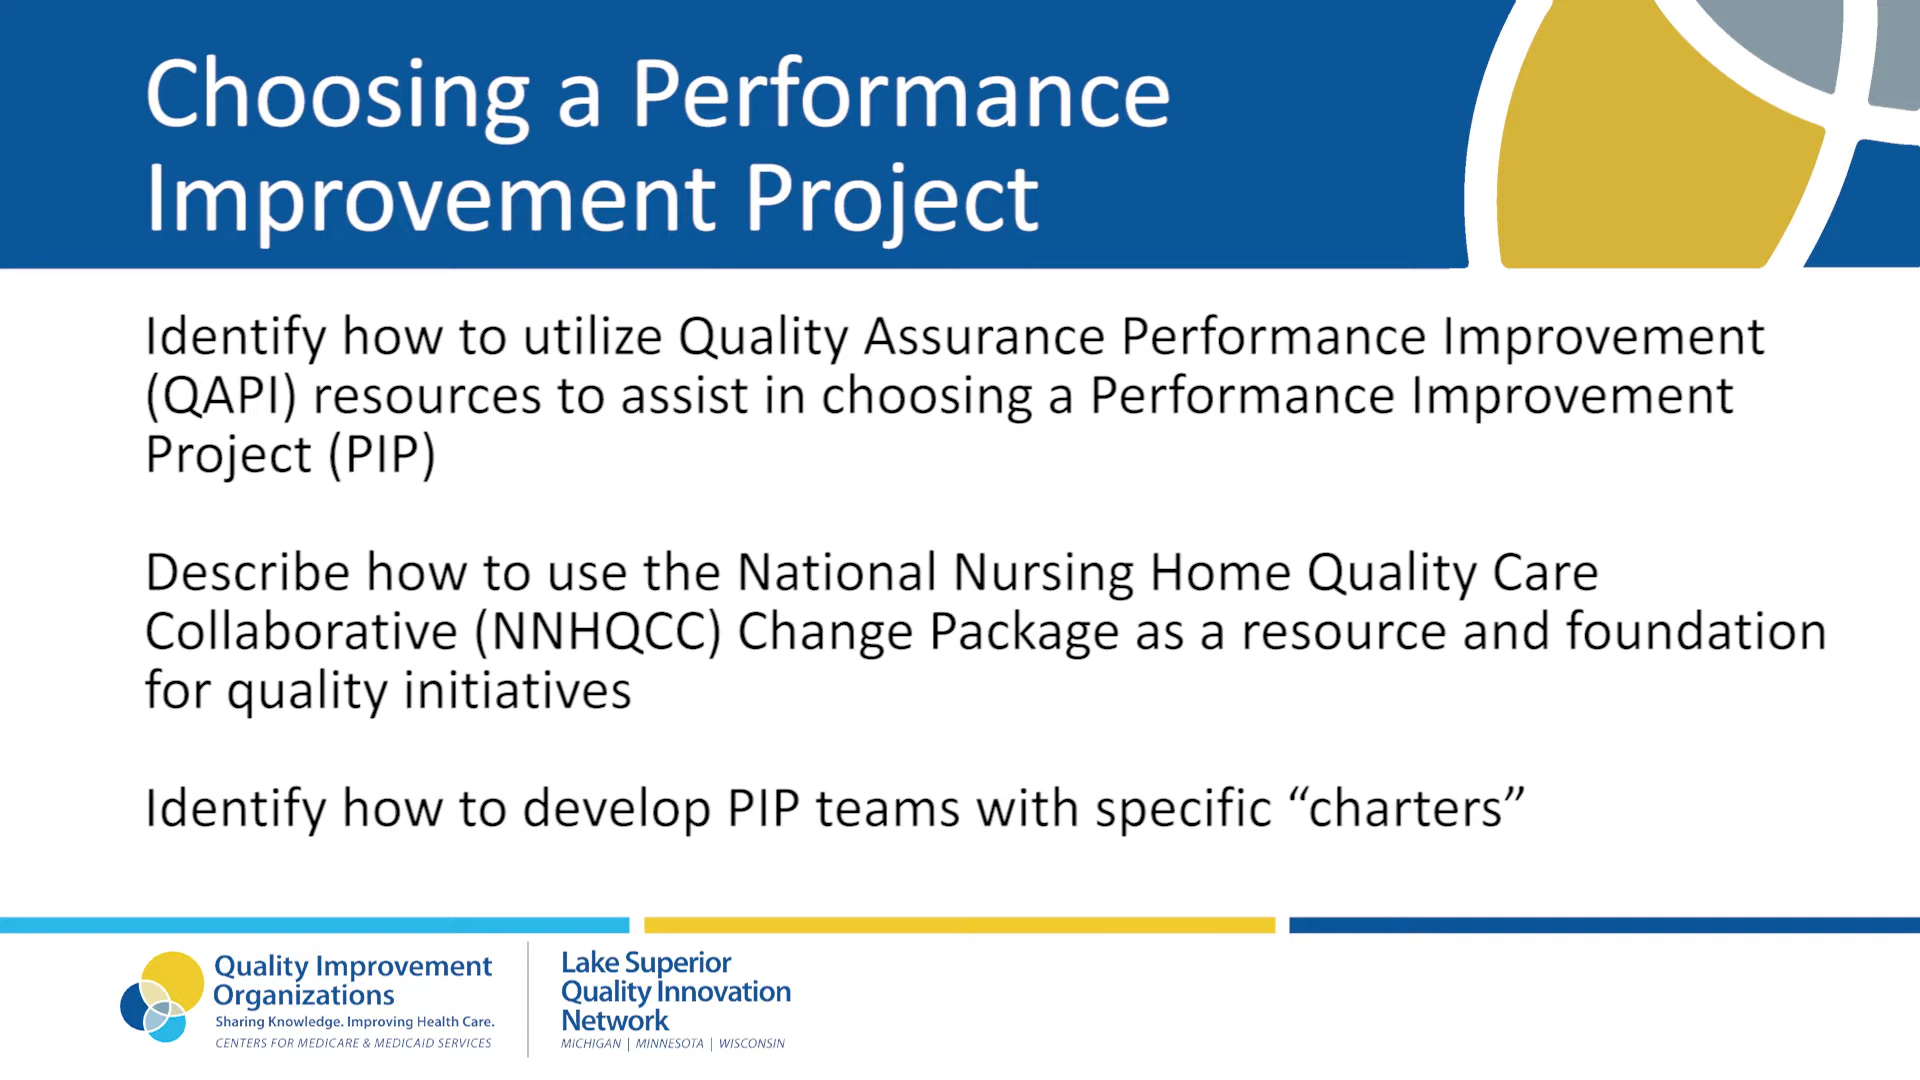 Choosing a Performance
Improvement Project
Identify how to utilize Quality Assurance Performance Improvement
(QAPI) resources to assist in choosing a Performance Improvement
Project (PIP)
Describe how to use the National Nursing Home Quality Care
Collaborative (NNHQCC) Change Package as a resource and foundation
for quality initiatives
Identify how to develop PIP teams with specific “charters”
Quality Improvement
Organizations
Sharing Knowledge. Improving Health Care.
CENTERS FOR MEDICARE & MEDICAID SERVICES
Lake Superior
Quality Innovation
Network
MICHIGAN | MINNESOTA | WISCONSIN